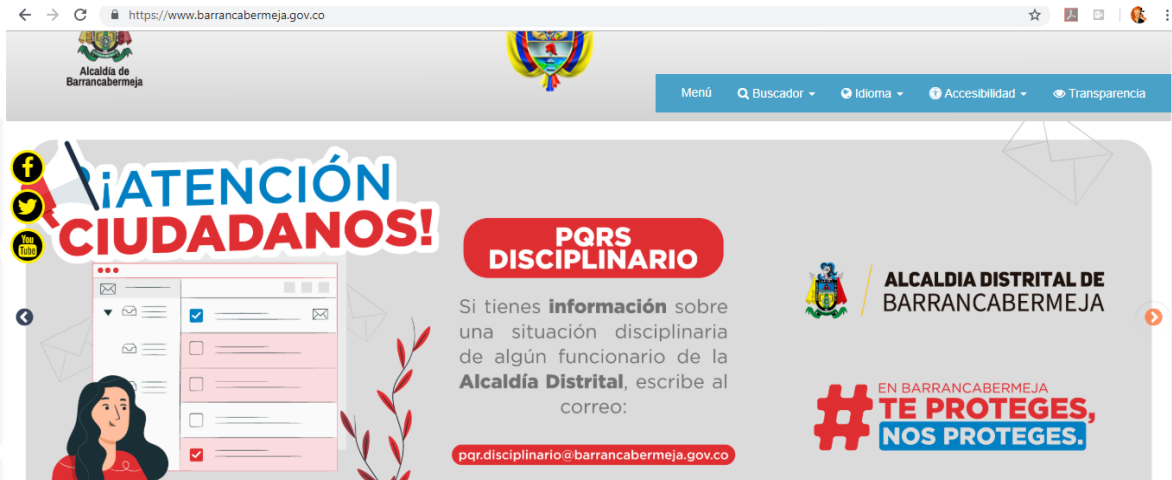 https://www.barrancabermeja.gov.co
Alcaldía de
Barrancabermeja
Menú
Buscador
Idioma
Accesibilidad
Transparencia
¡ATENCIÓN
CIUDADANOS!
You
Tube
PQRS
DISCIPLINARIO
Si tienes información sobre
una situación disciplinaria
de algún funcionario de la
Alcaldía Distrital, escribe al
correo:
pqr.disciplinario@barrancabermeja.gov.co
ALCALDIA DISTRITAL DE
BARRANCABERMEJA
# EN BARRANCABERMEJA
TE PROTEGES,
NOS PROTEGES.